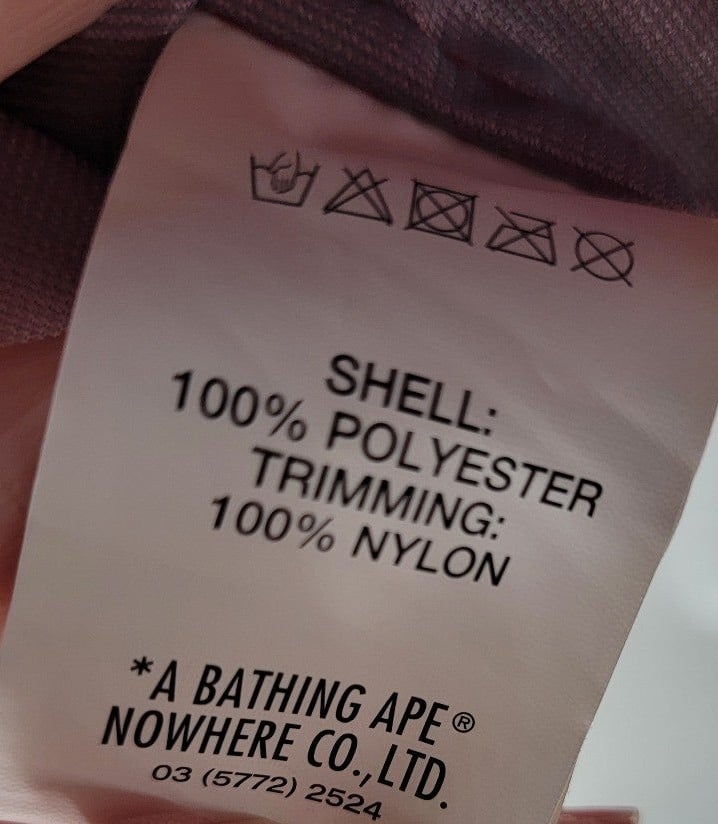 SHELL:
100% POLYESTER
TRIMMING:
100% NYLON
*A BATHING APE®
NOWHERE CO.,LTD.
03 (5772) 2524